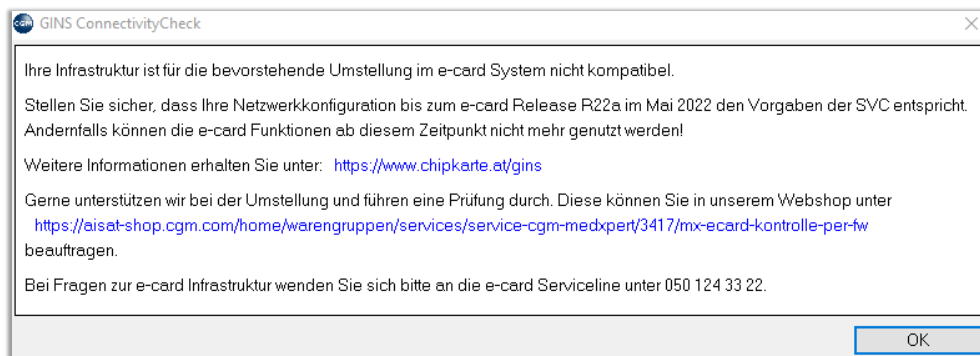 CGM GINS ConnectivityCheck
Ihre Infrastruktur ist für die bevorstehende Umstellung im e-card System nicht kompatibel.
Stellen Sie sicher, dass Ihre Netzwerkkonfiguration bis zum e-card Release R22a im Mai 2022 den Vorgaben der SVC entspricht.
Andernfalls können die e-card Funktionen ab diesem Zeitpunkt nicht mehr genutzt werden!
Weitere Informationen erhalten Sie unter: https://www.chipkarte.at/gins
Gerne unterstützen wir bei der Umstellung und führen eine Prüfung durch. Diese können Sie in unserem Webshop unter
https://aisat-shop.cgm.com/home/warengruppen/services/service-cgm-medxpert/3417/mx-ecard-kontrolle-per-fw
beauftragen.
Bei Fragen zur e-card Infrastruktur wenden Sie sich bitte an die e-card Serviceline unter 050 124 33 22.
OK